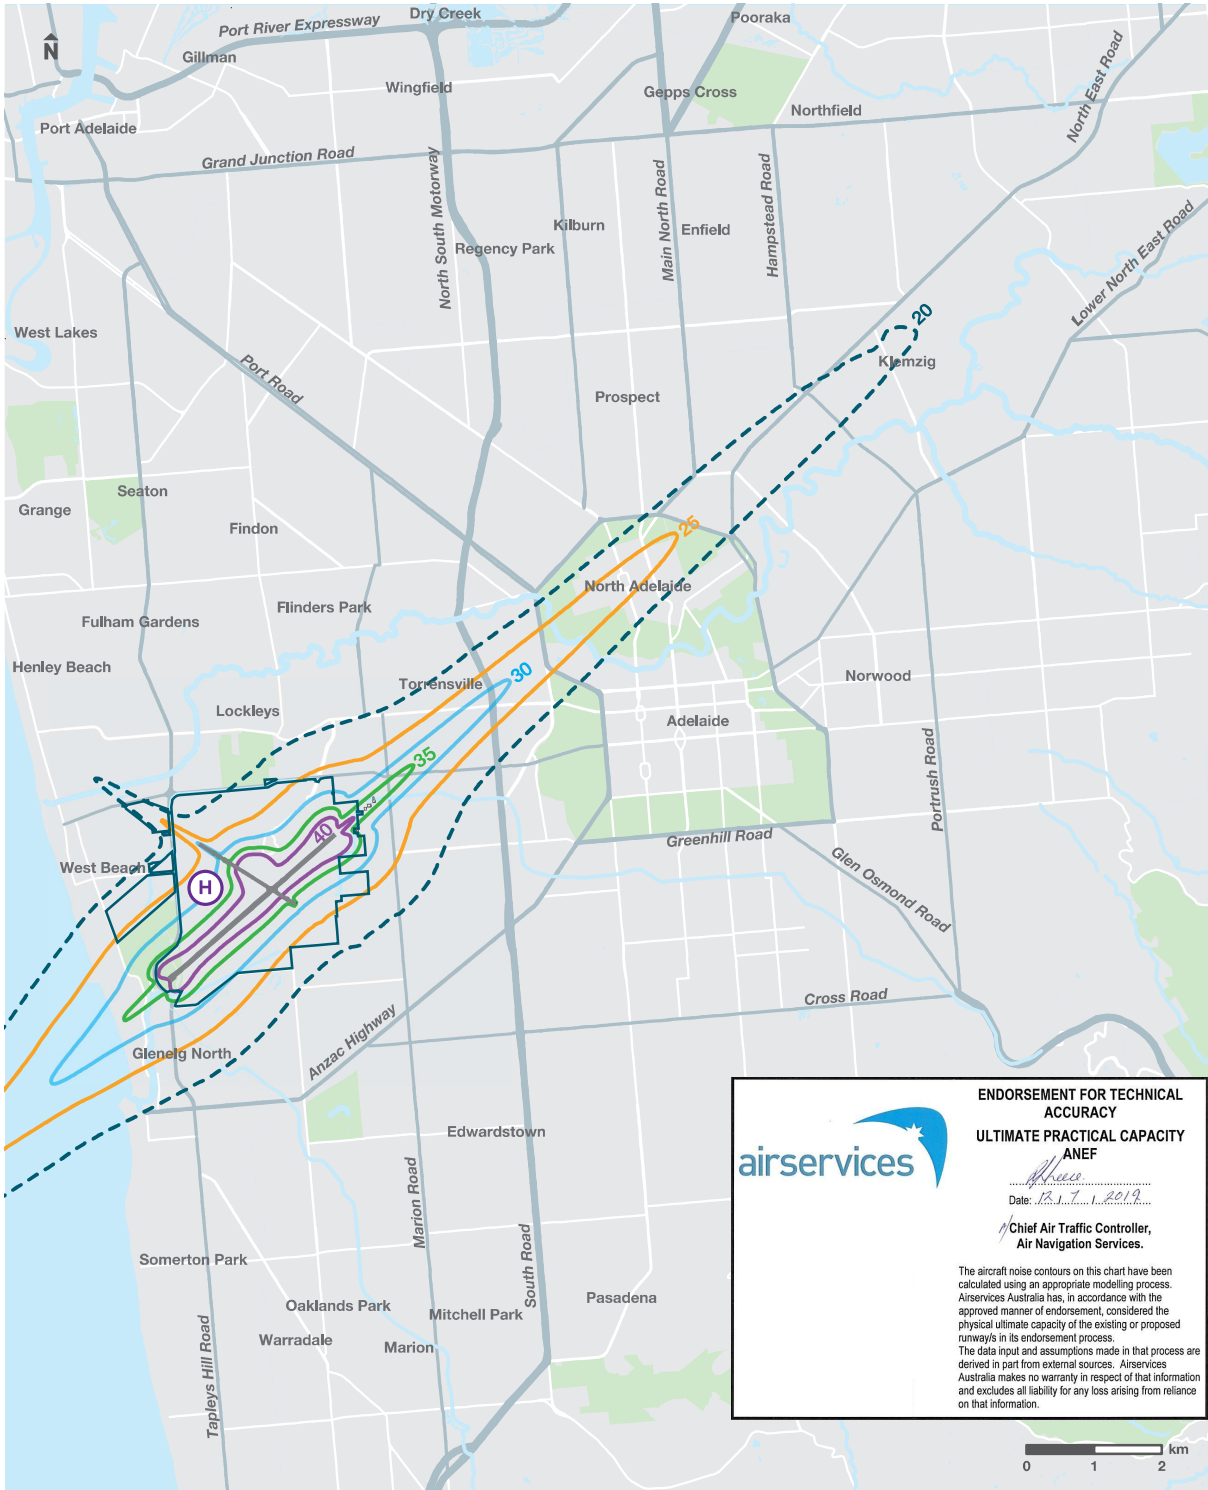 N
Port River Expressway
Dry Creek
Pooraka
Gillman
Wingfield
Gepps Cross
Northfield
North East Road
Port Adelaide
Grand Junction Road
North South Motorway
Main North Road
Hampstead Road
Kilburn
Enfield
Regency Park
Lower North East Road
West Lakes
20
Klemzig
Port Road
Prospect
Seaton
Grange
Findon
25
North Adelaide
Flinders Park
Fulham Gardens
Henley Beach
Torrensville
30
Norwood
Lockleys
Adelaide
35
Portrush Road
40
Greenhill Road
West Beach
H
Glen Osmond Road
Cross Road
Anzac Highway
Glenelg North
Edwardstown
Marion Road
South Road
Somerton Park
Oaklands Park
Mitchell Park
Pasadena
Warradale
Marion
Tapleys Hill Road
airservices
ENDORSEMENT FOR TECHNICAL
ACCURACY
ULTIMATE PRACTICAL CAPACITY
ANEF
Date: 12 / 7 / 2019
Chief Air Traffic Controller,
Air Navigation Services.
The aircraft noise contours on this chart have been
calculated using an appropriate modelling process.
Airservices Australia has, in accordance with the
approved manner of endorsement, considered the
physical ultimate capacity of the existing or proposed
runway/s in its endorsement process.
The data input and assumptions made in that process are
derived in part from external sources. Airservices
Australia makes no warranty in respect of that information
and excludes all liability for any loss arising from reliance
on that information.
km
0 1 2